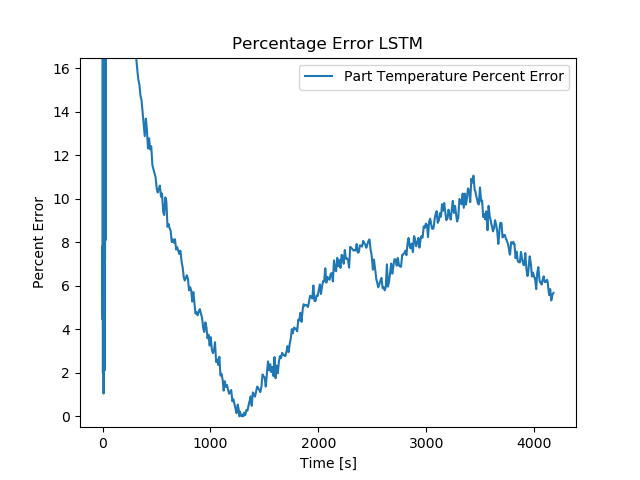 Percentage Error LSTM
Part Temperature Percent Error
Percent Error
16
14
12
10
8
6
4
2
0
0 1000 2000 3000 4000
Time [s]